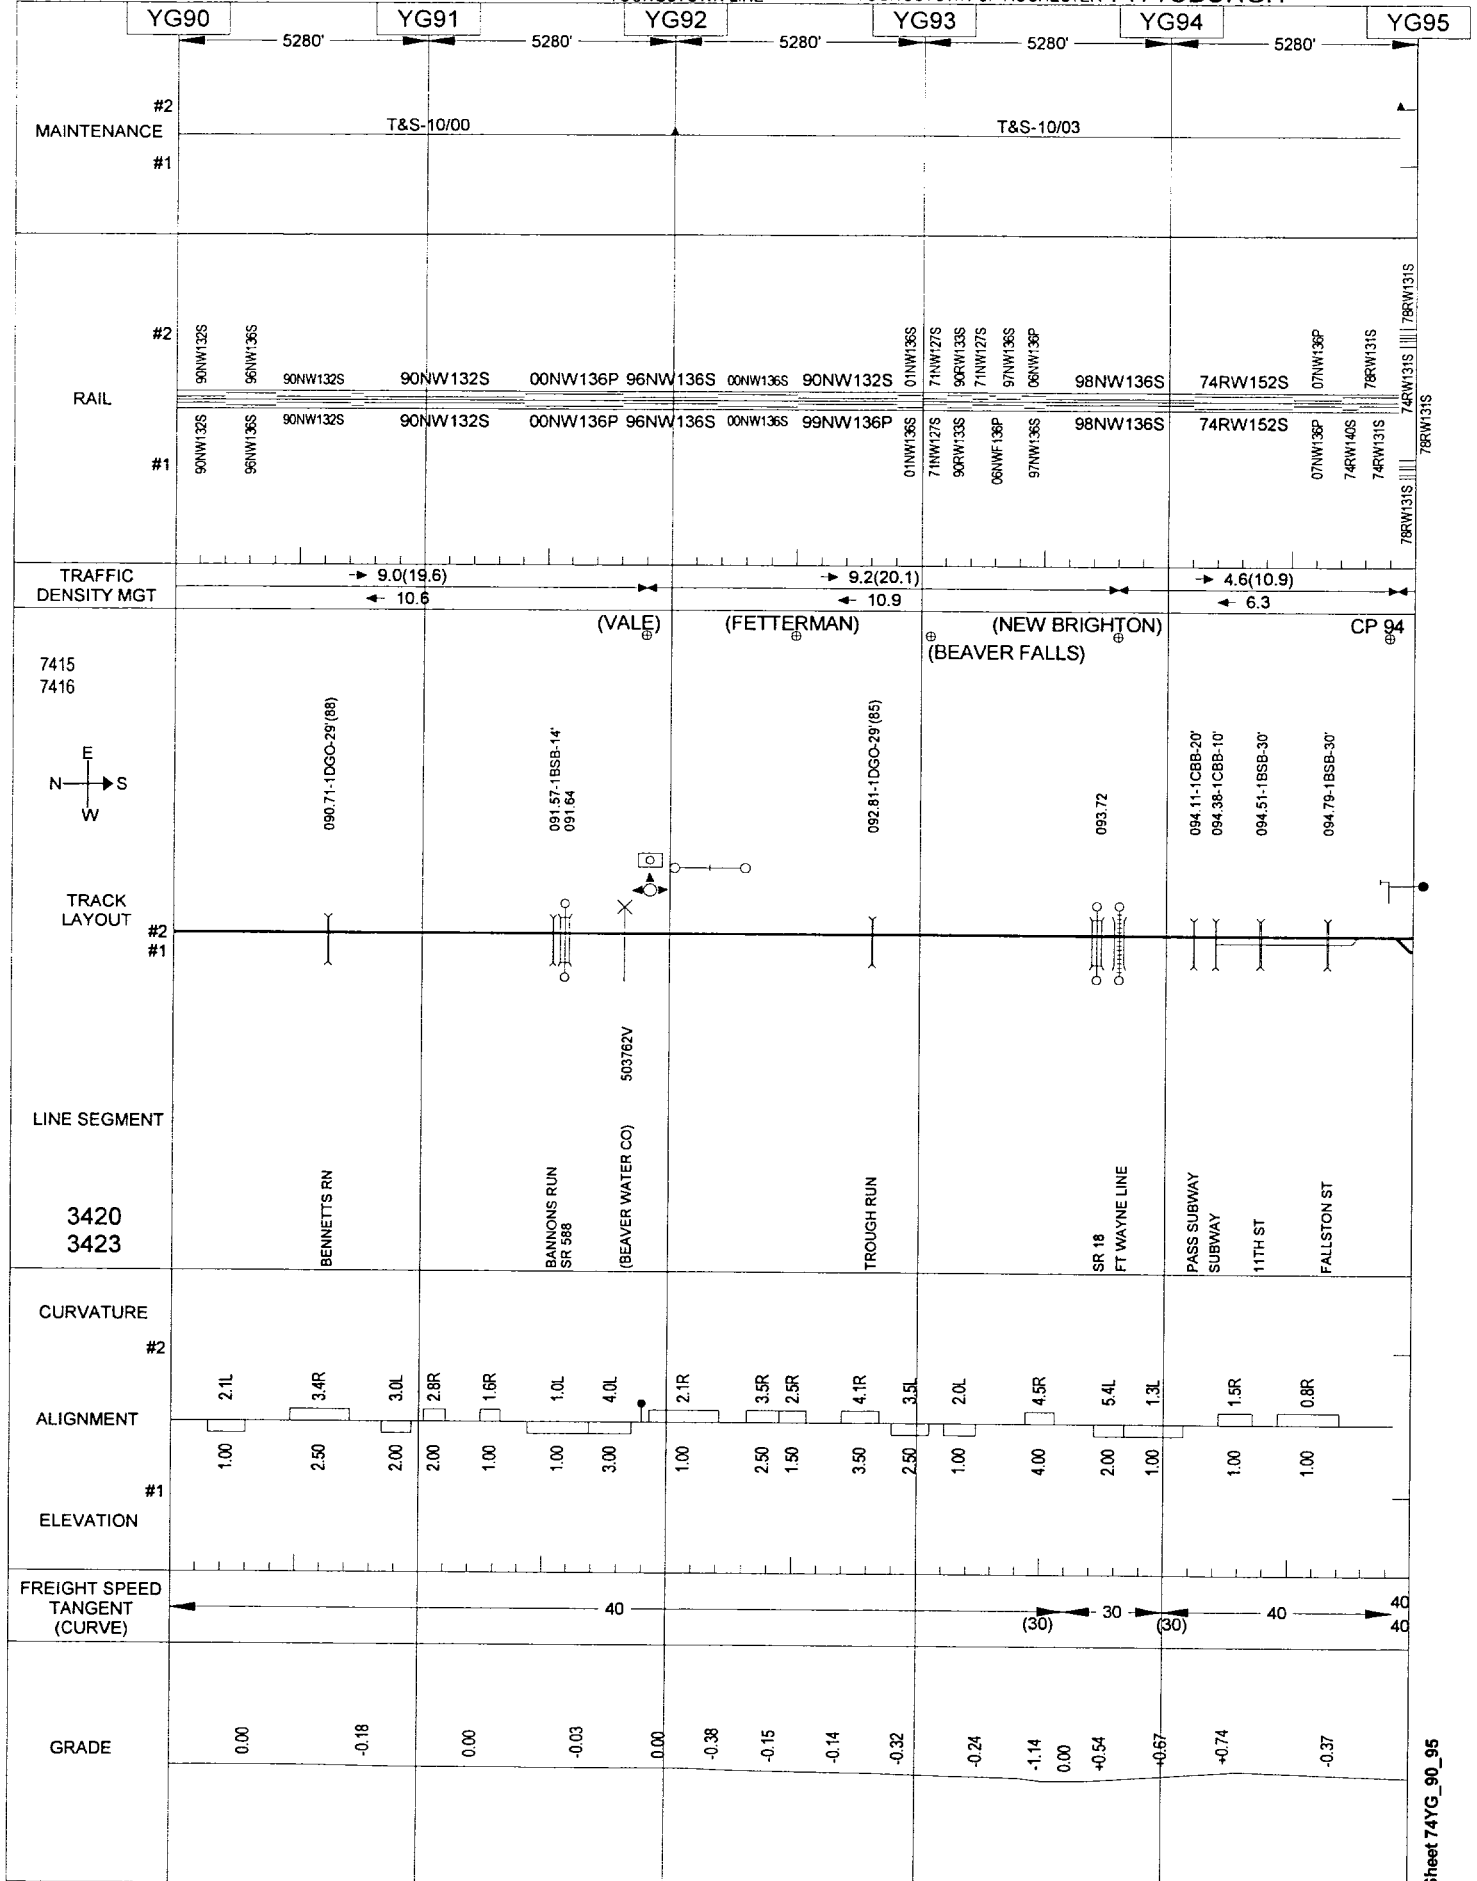 YG90 YG91 YG92 YG93 YG94 YG95
5280' 5280' 5280' 5280' 5280'
#2
MAINTENANCE T&S-10/00 T&S-10/03
#1
#2
90NW132S 96NW136S 90NW132S 90NW132S 00NW136P 96NW136S 00NW136S 90NW132S 01NW136S 71NW127S 90RW133S 71NW127S 97NW136S 06NW136P 98NW136S 74RW152S 07NW136P 78RW131S 74RW131S 78RW131S
RAIL
90NW132S 96NW136S 90NW132S 90NW132S 00NW136P 96NW136S 00NW136S 99NW136P 01NW136S 71NW127S 90RW133S 06NWF136P 97NW136S 98NW136S 74RW152S 07NW136P 74RW140S 74RW131S 78RW131S 78RW131S
#1
TRAFFIC
DENSITY MGT
9.0(19.6) 9.2(20.1) 4.6(10.9)
10.6 10.9 6.3
(VALE) (FETTERMAN) (NEW BRIGHTON) CP 94
(BEAVER FALLS)
7415
7416
E
N S
W
090.71-1DGO-29'(88)
091.57-1BSB-14'
091.64
092.81-1DGO-29'(85)
093.72
094.11-1CBB-20'
094.38-1CBB-10'
094.51-1BSB-30'
094.79-1BSB-30'
TRACK
LAYOUT
#2
#1
503762V
LINE SEGMENT
3420
3423
BENNETTS RN
BANNONS RUN
SR 588
(BEAVER WATER CO)
TROUGH RUN
SR 18
FT WAYNE LINE
PASS SUBWAY
SUBWAY
11TH ST
FALLSTON ST
CURVATURE
#2
2.1L 3.4R 3.0L 2.8R 1.6R 1.0L 4.0L 2.1R 3.5R 2.5R 4.1R 3.5L 2.0L 4.5R 5.4L 1.3L 1.5R 0.8R
ALIGNMENT
1.00 2.50 2.00 2.00 1.00 1.00 3.00 1.00 2.50 1.50 3.50 2.50 1.00 4.00 2.00 1.00 1.00 1.00
#1
ELEVATION
FREIGHT SPEED
TANGENT
(CURVE)
40 (30) 30 (30) 40 40
40
GRADE
0.00 -0.18 0.00 -0.03 0.00 -0.38 -0.15 -0.14 -0.32 -0.24 -1.14 0.00 +0.54 +0.67 +0.74 -0.37
Sheet 74YG_90_95